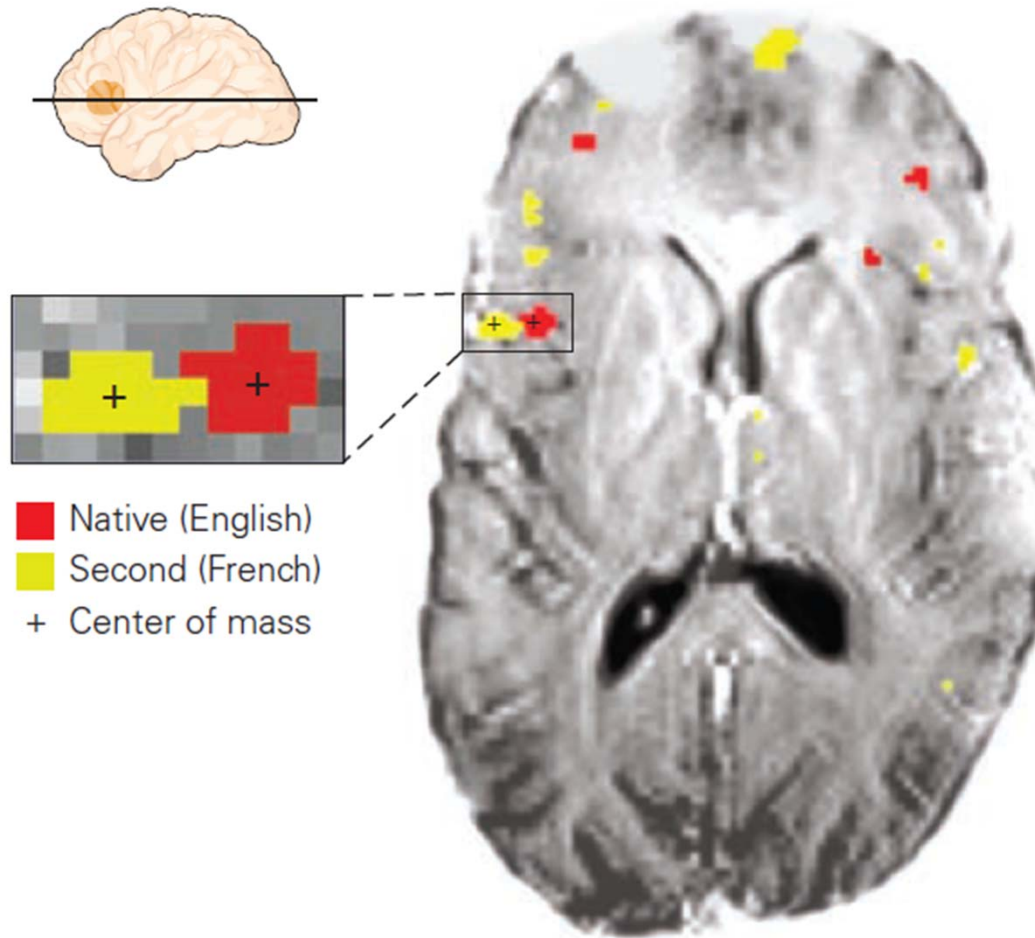 Native (English)
Second (French)
+ Center of mass